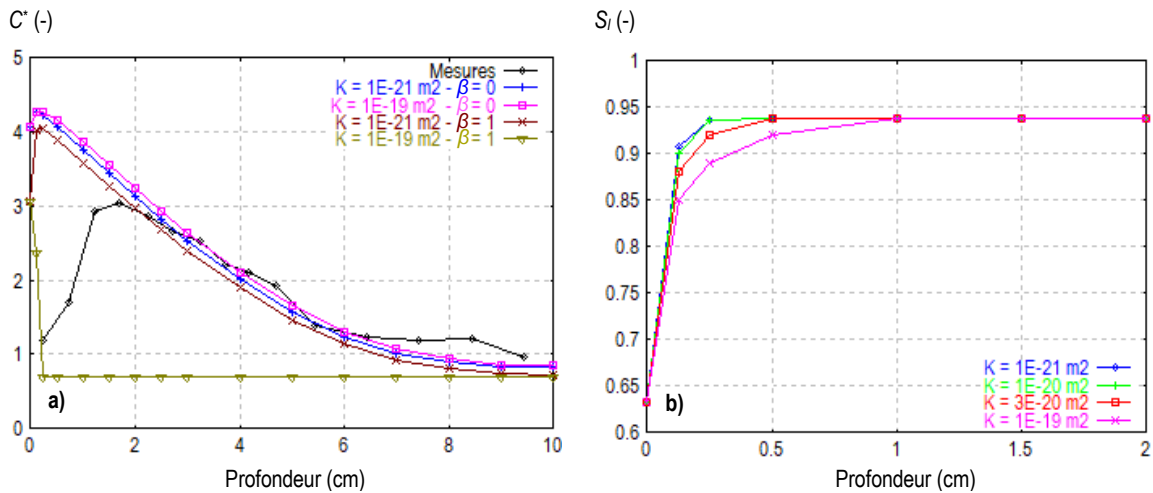 C* (-)
5
4
3
2
1
0
0
2
4
6
8
10
Mesures
K = 1E-21 m2 - β = 0
K = 1E-19 m2 - β = 0
K = 1E-21 m2 - β = 1
K = 1E-19 m2 - β = 1
a)
Profondeur (cm)
Sl (-)
1
0.95
0.9
0.85
0.8
0.75
0.7
0.65
0.6
0
0.5
1
1.5
2
K = 1E-21 m2
K = 1E-20 m2
K = 3E-20 m2
K = 1E-19 m2
b)
Profondeur (cm)